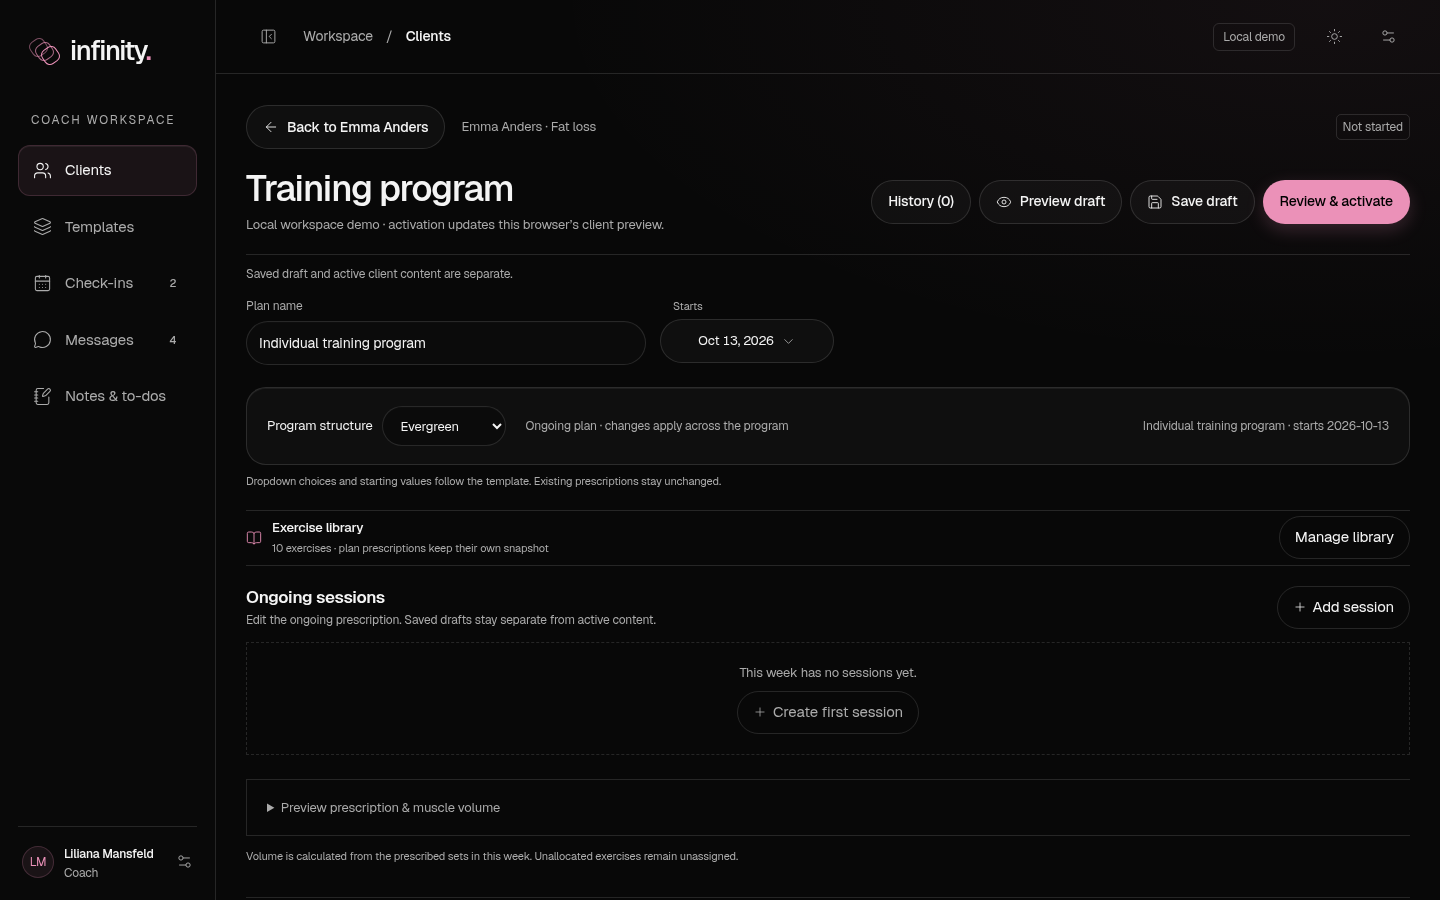 infinity.
Workspace / Clients
Local demo
COACH WORKSPACE
Clients
Templates
Check-ins 2
Messages 4
Notes & to-dos
LM
Liliana Mansfeld
Coach
Back to Emma Anders
Emma Anders · Fat loss
Not started
Training program
Local workspace demo · activation updates this browser's client preview.
History (0)
Preview draft
Save draft
Review & activate
Saved draft and active client content are separate.
Plan name
Individual training program
Starts
Oct 13, 2026
Program structure
Evergreen
Ongoing plan · changes apply across the program
Individual training program · starts 2026-10-13
Dropdown choices and starting values follow the template. Existing prescriptions stay unchanged.
Exercise library
10 exercises · plan prescriptions keep their own snapshot
Manage library
Ongoing sessions
Edit the ongoing prescription. Saved drafts stay separate from active content.
Add session
This week has no sessions yet.
Create first session
Preview prescription & muscle volume
Volume is calculated from the prescribed sets in this week. Unallocated exercises remain unassigned.